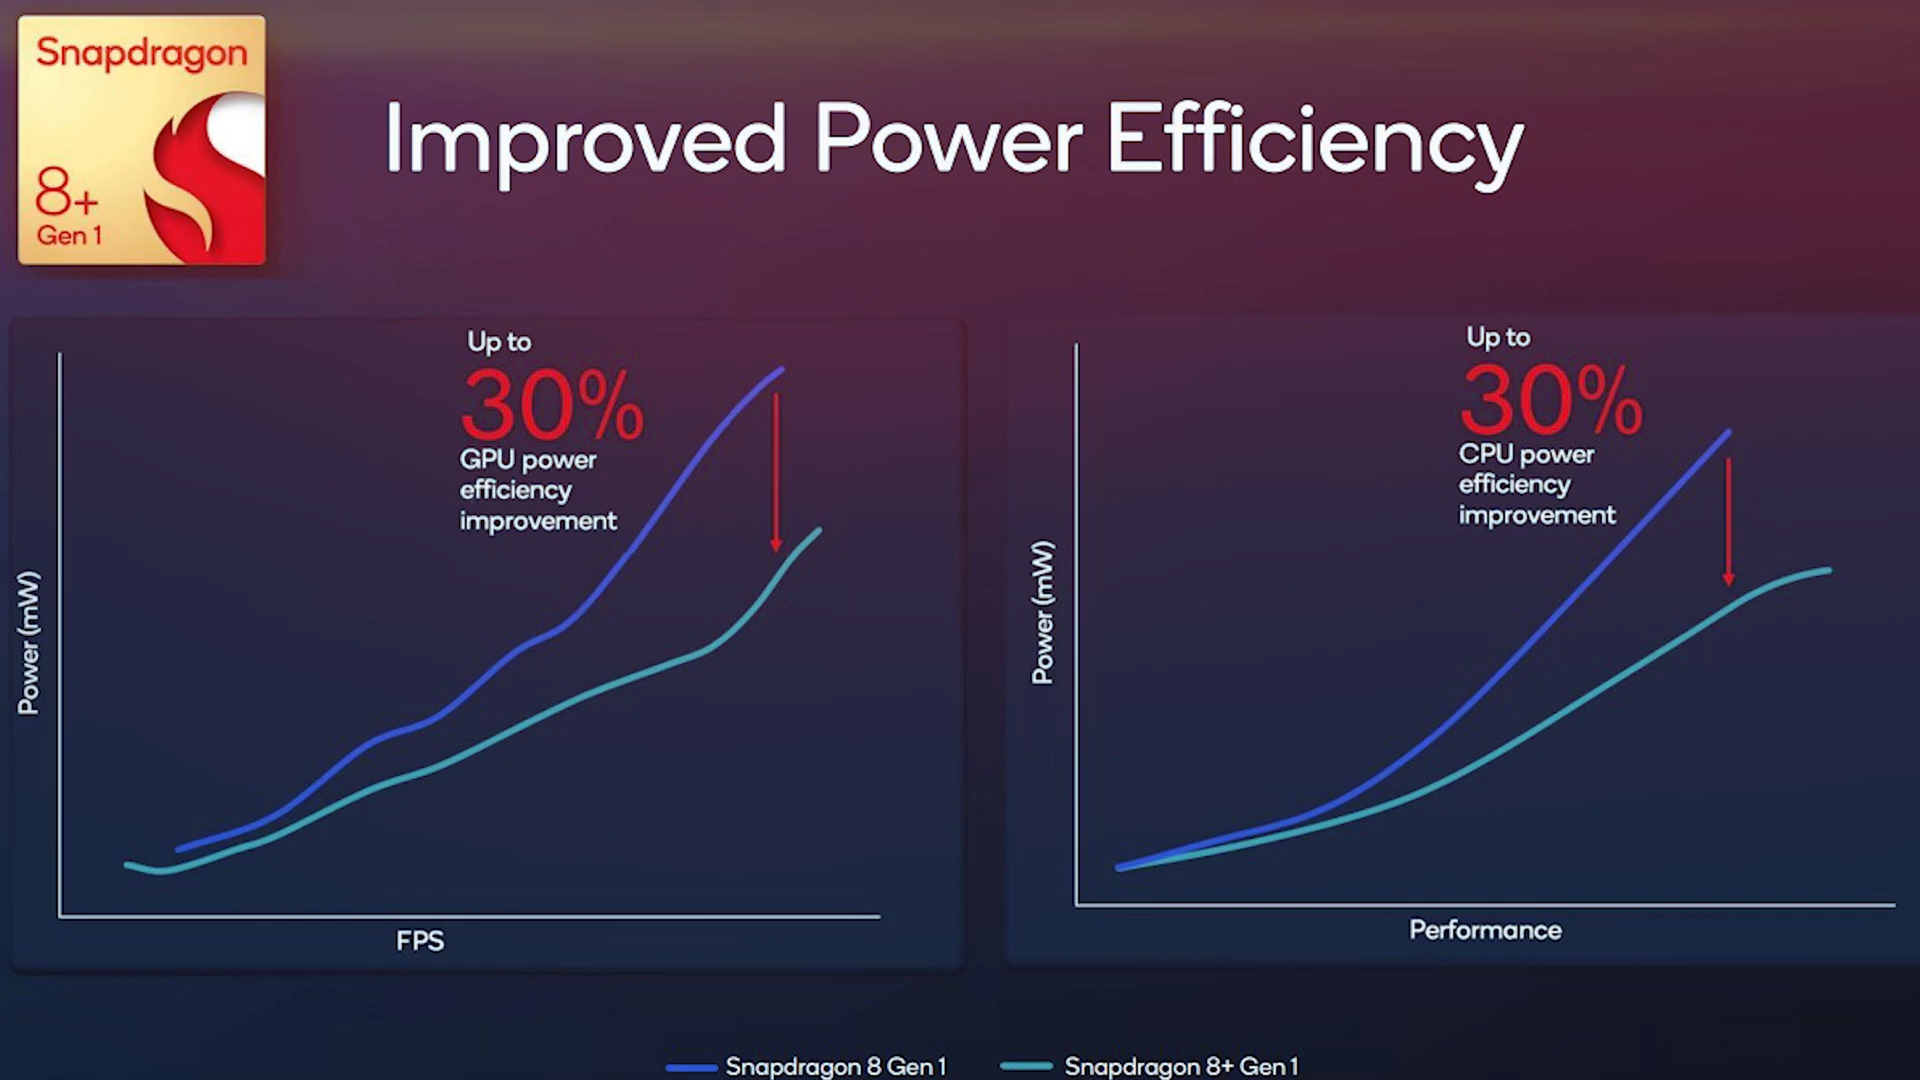 Snapdragon
8+
Gen 1
Improved Power Efficiency
Up to
30%
GPU power
efficiency
improvement
Power (mW)
FPS
Up to
30%
CPU power
efficiency
improvement
Power (mW)
Performance
Snapdragon 8 Gen 1
Snapdragon 8+ Gen 1